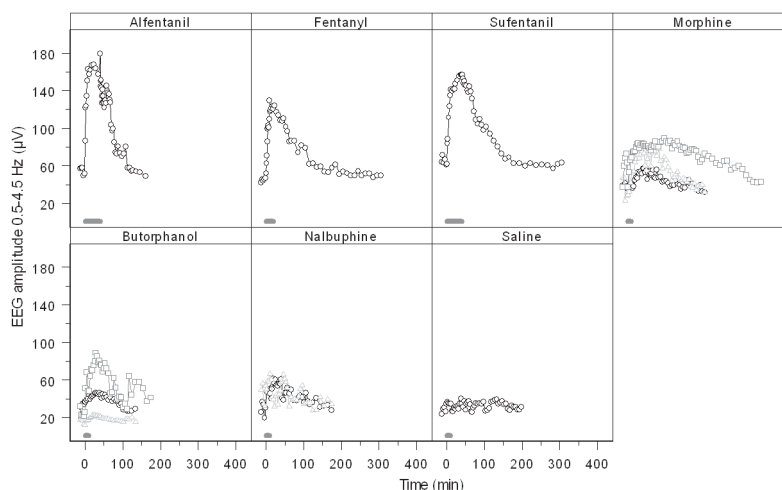 Alfentanil Fentanyl Sufentanil Morphine
180
140
100
60
20
Butorphanol Nalbuphine Saline
180
140
100
60
20
EEG amplitude 0.5-4.5 Hz (µV)
0 100 200 300 400 0 100 200 300 400 0 100 200 300 400
Time (min)